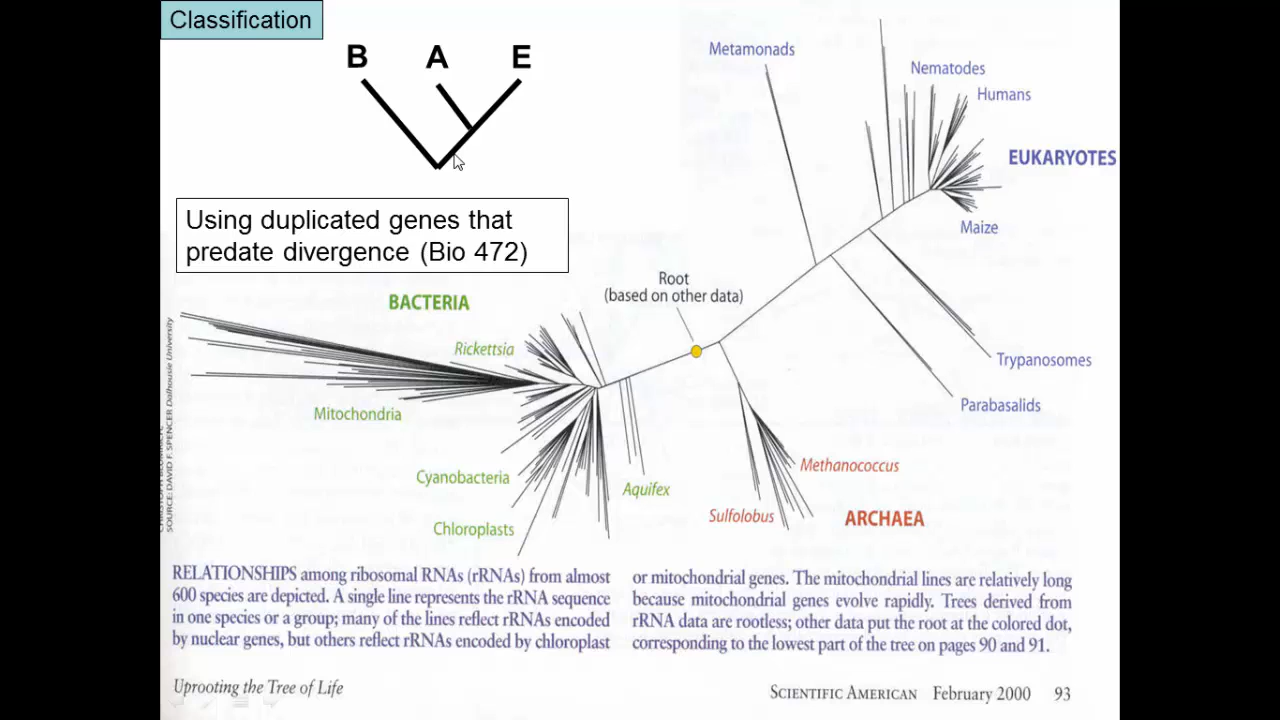 Classification
B A E
Using duplicated genes that
predate divergence (Bio 472)
Metamonads
Nematodes
Humans
EUKARYOTES
Maize
Root
(based on other data)
BACTERIA
Rickettsia
Mitochondria
Trypanosomes
Parabasalids
Cyanobacteria
Aquifex
Chloroplasts
Methanococcus
Sulfolobus
ARCHAEA
SOURCE: DAVID F. SPENCER Dalhousie University
RELATIONSHIPS among ribosomal RNAs (rRNAs) from almost
600 species are depicted. A single line represents the rRNA sequence
in one species or a group; many of the lines reflect rRNAs encoded
by nuclear genes, but others reflect rRNAs encoded by chloroplast
or mitochondrial genes. The mitochondrial lines are relatively long
because mitochondrial genes evolve rapidly. Trees derived from
rRNA data are rootless; other data put the root at the colored dot,
corresponding to the lowest part of the tree on pages 90 and 91.
Uprooting the Tree of Life
SCIENTIFIC AMERICAN February 2000 93